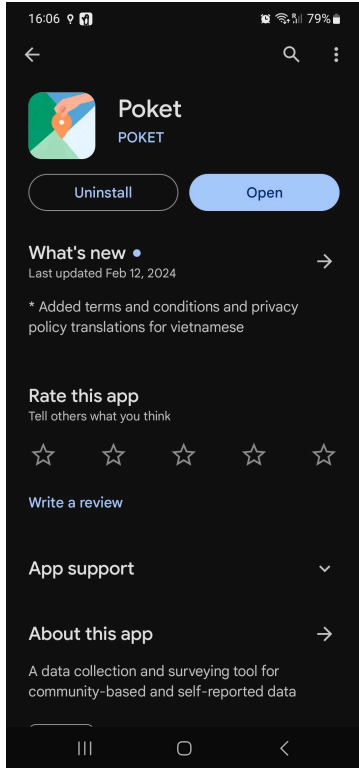 16:06 79%
Poket
POKET
Uninstall
Open
What's new
Last updated Feb 12, 2024
* Added terms and conditions and privacy
policy translations for vietnamese
Rate this app
Tell others what you think
Write a review
App support
About this app
A data collection and surveying tool for
community-based and self-reported data